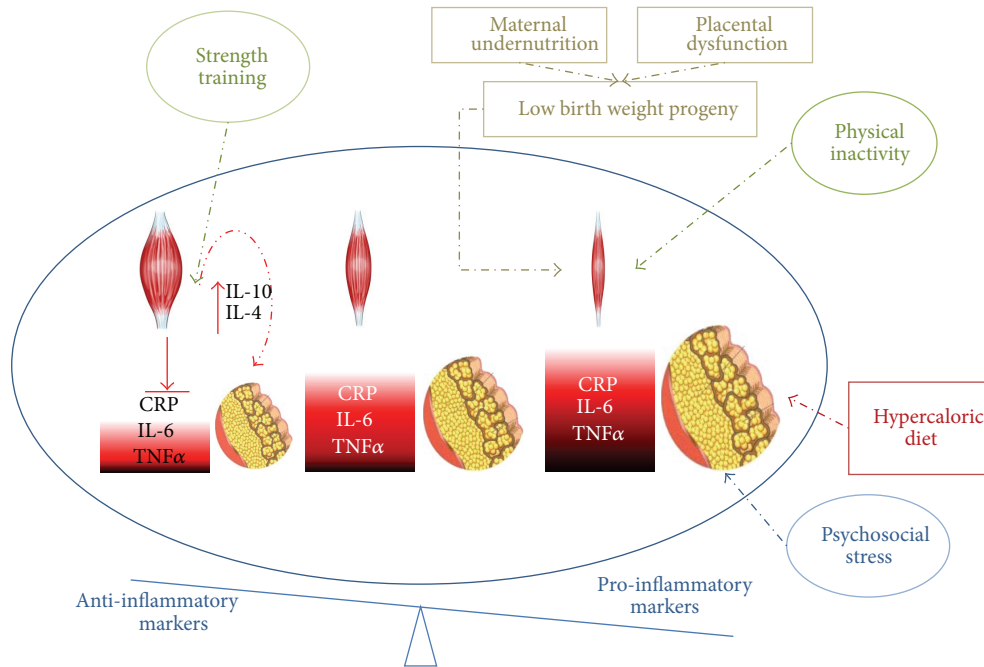 Strength
training
Maternal
undernutrition
Placental
dysfunction
Low birth weight progeny
Physical
inactivity
IL-10
IL-4
CRP
IL-6
TNFα
CRP
IL-6
TNFα
CRP
IL-6
TNFα
Hypercaloric
diet
Psychosocial
stress
Anti-inflammatory
markers
Pro-inflammatory
markers